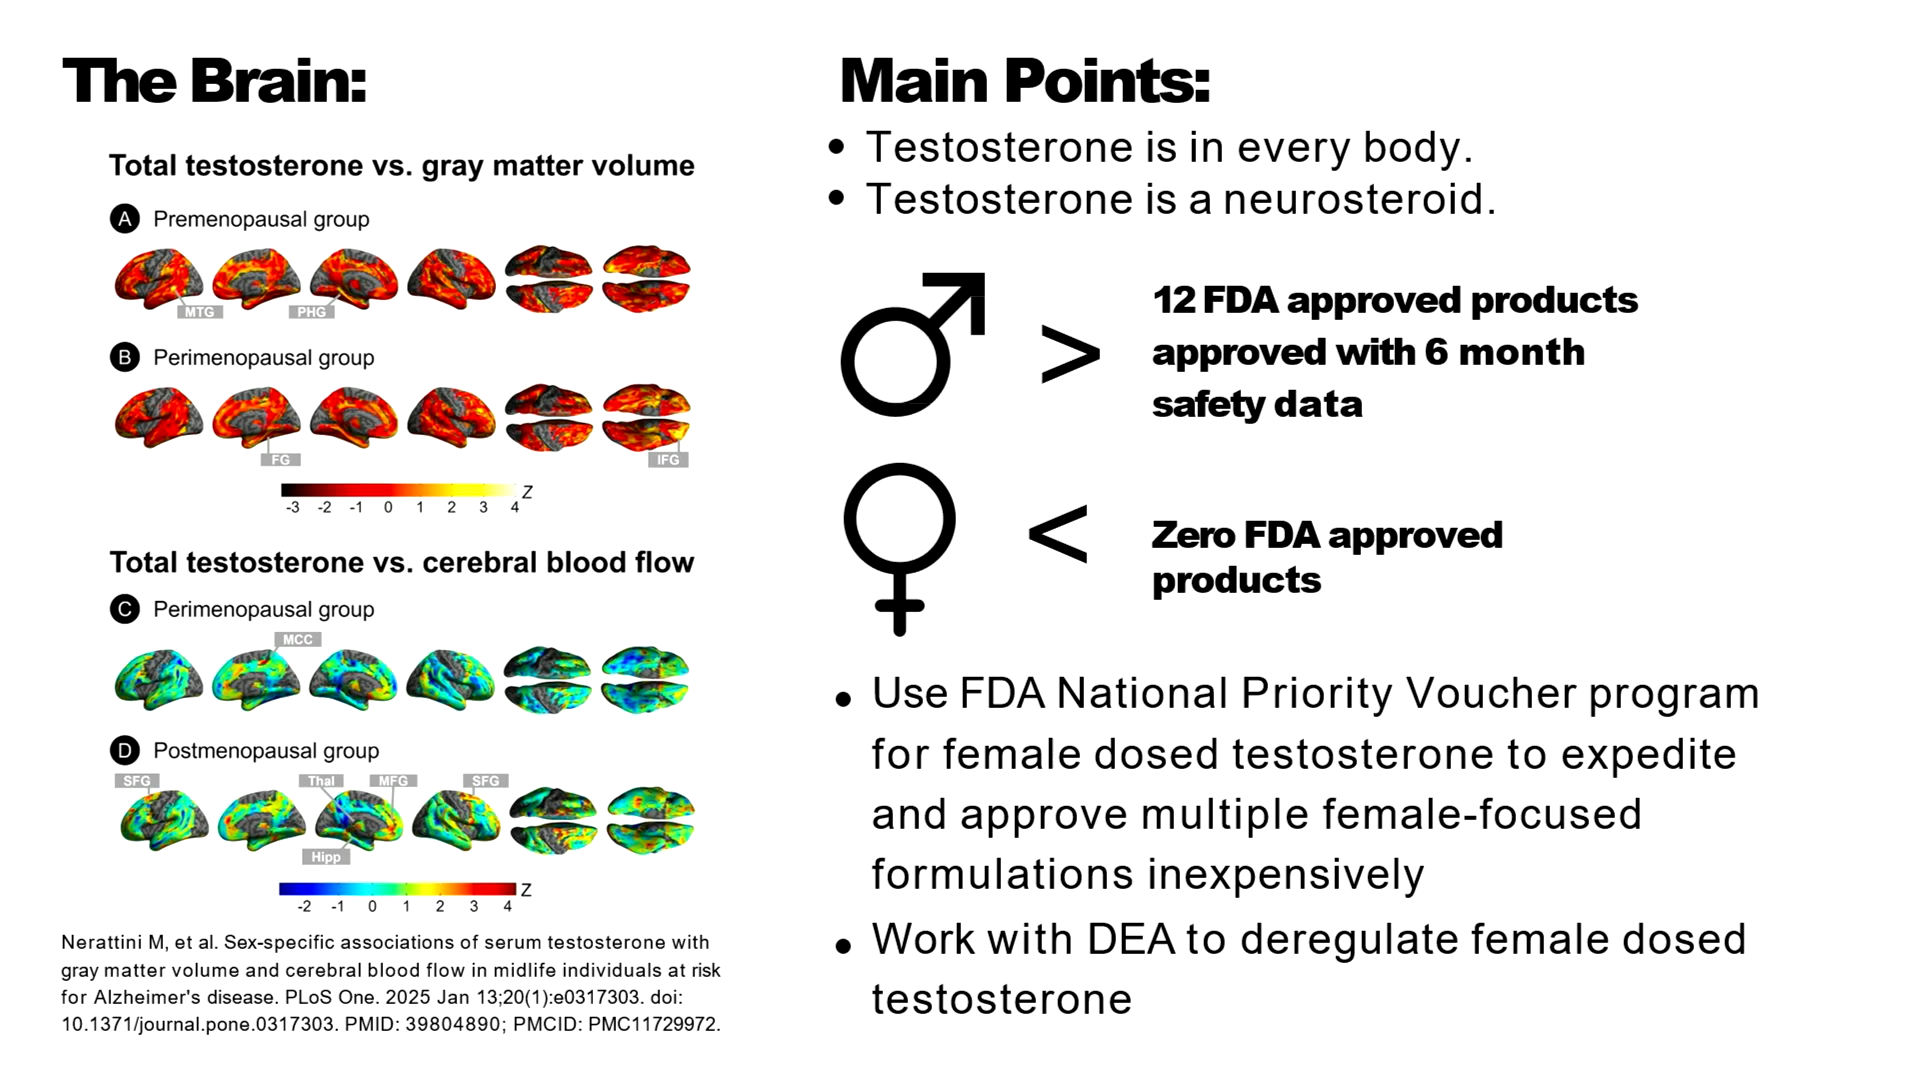 The Brain:
Total testosterone vs. gray matter volume
A Premenopausal group
MTG PHG
B Perimenopausal group
FG IFG
Z
-3 -2 -1 0 1 2 3 4
Total testosterone vs. cerebral blood flow
C Perimenopausal group
MCC
D Postmenopausal group
SFG Thal MFG SFG
Hipp
Z
-2 -1 0 1 2 3 4
Nerattini M, et al. Sex-specific associations of serum testosterone with
gray matter volume and cerebral blood flow in midlife individuals at risk
for Alzheimer's disease. PLoS One. 2025 Jan 13;20(1):e0317303. doi:
10.1371/journal.pone.0317303. PMID: 39804890; PMCID: PMC11729972.
Main Points:
• Testosterone is in every body.
• Testosterone is a neurosteroid.
♂ > 12 FDA approved products
approved with 6 month
safety data
♀ < Zero FDA approved
products
• Use FDA National Priority Voucher program
for female dosed testosterone to expedite
and approve multiple female-focused
formulations inexpensively
• Work with DEA to deregulate female dosed
testosterone